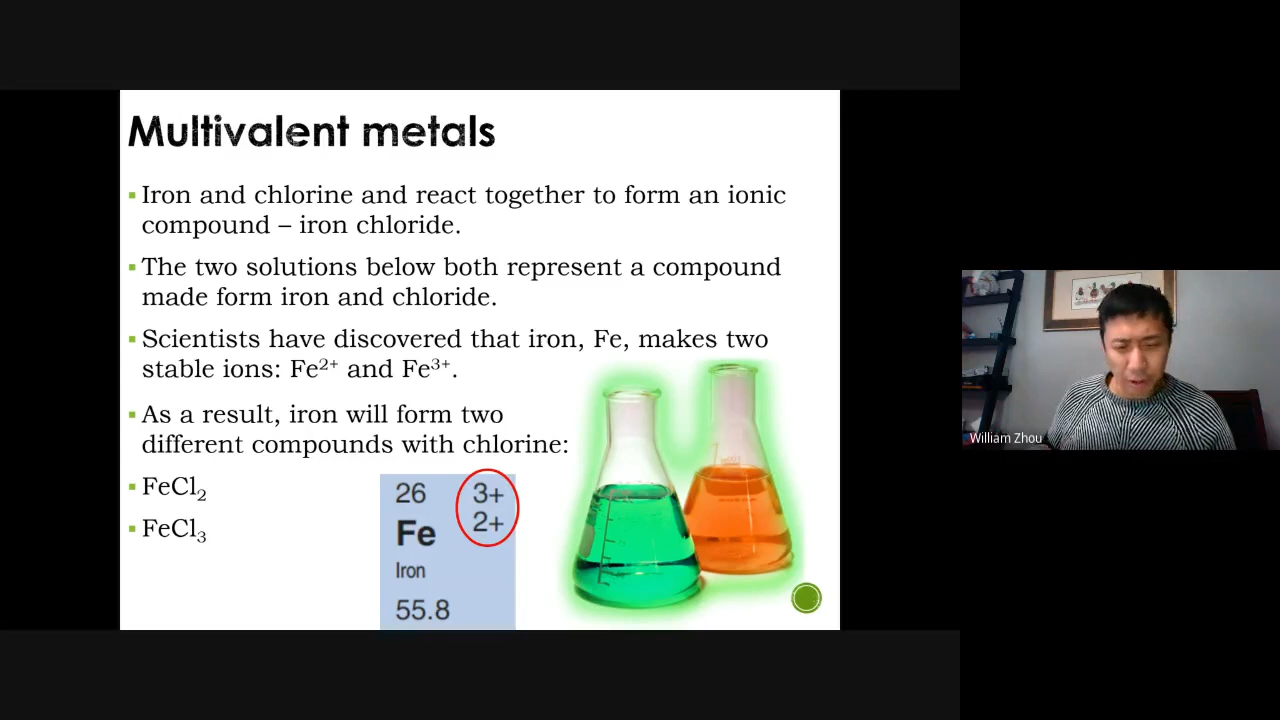 Multivalent metals
▪ Iron and chlorine and react together to form an ionic
compound – iron chloride.
▪ The two solutions below both represent a compound
made form iron and chloride.
▪ Scientists have discovered that iron, Fe, makes two
stable ions: Fe²⁺ and Fe³⁺.
▪ As a result, iron will form two
different compounds with chlorine:
▪ FeCl₂
▪ FeCl₃
26 3+
2+
Fe
Iron
55.8
William Zhou